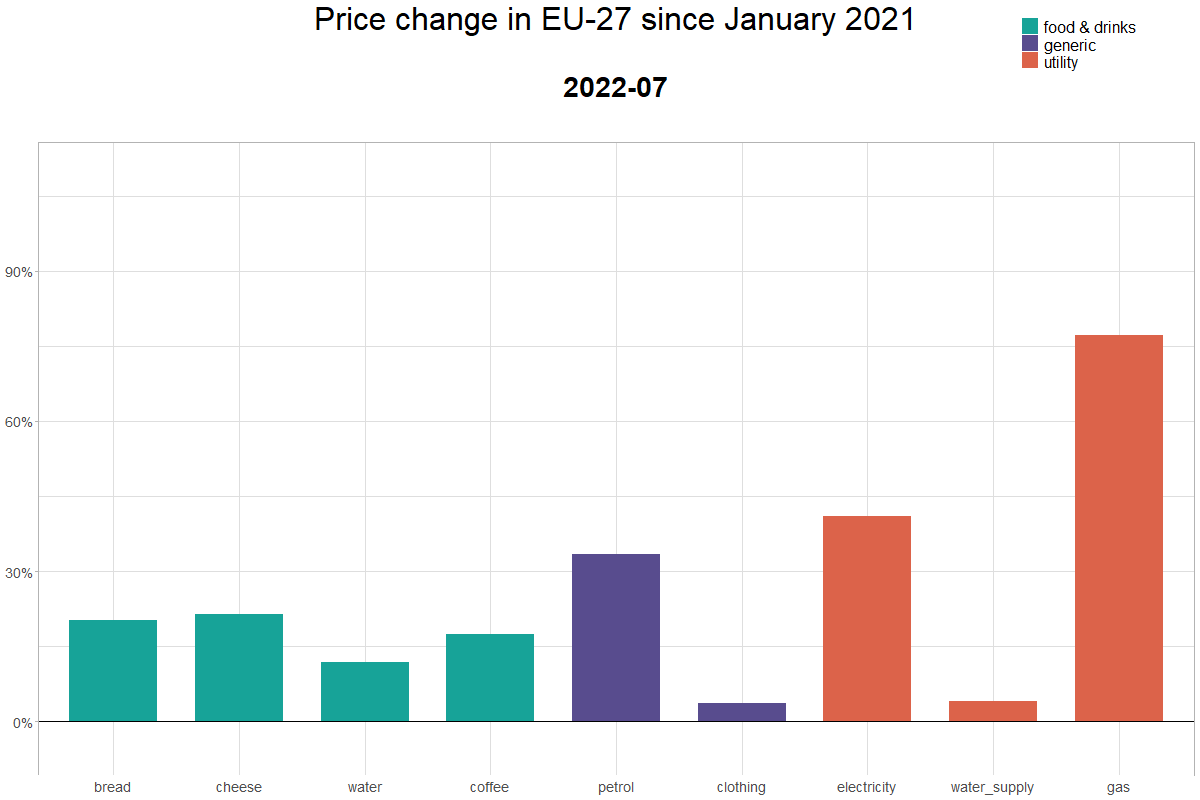 Price change in EU-27 since January 2021
food & drinks
generic
utility
2022-07
90%
60%
30%
0%
bread cheese water coffee petrol clothing electricity water_supply gas